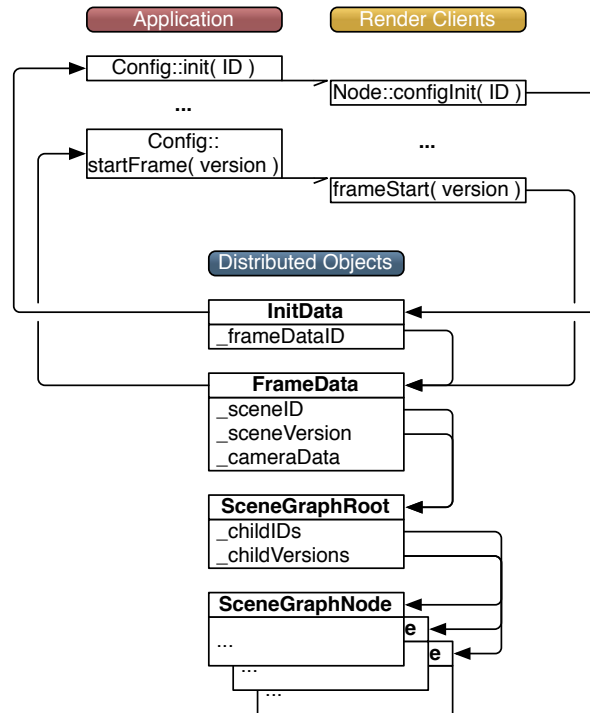 Application
Render Clients
Config::init( ID )
Node::configInit( ID )
...
Config::
startFrame( version )
...
frameStart( version )
Distributed Objects
InitData
_frameDataID
FrameData
_sceneID
_sceneVersion
_cameraData
SceneGraphRoot
_childIDs
_childVersions
SceneGraphNode
e
e
...
...
...